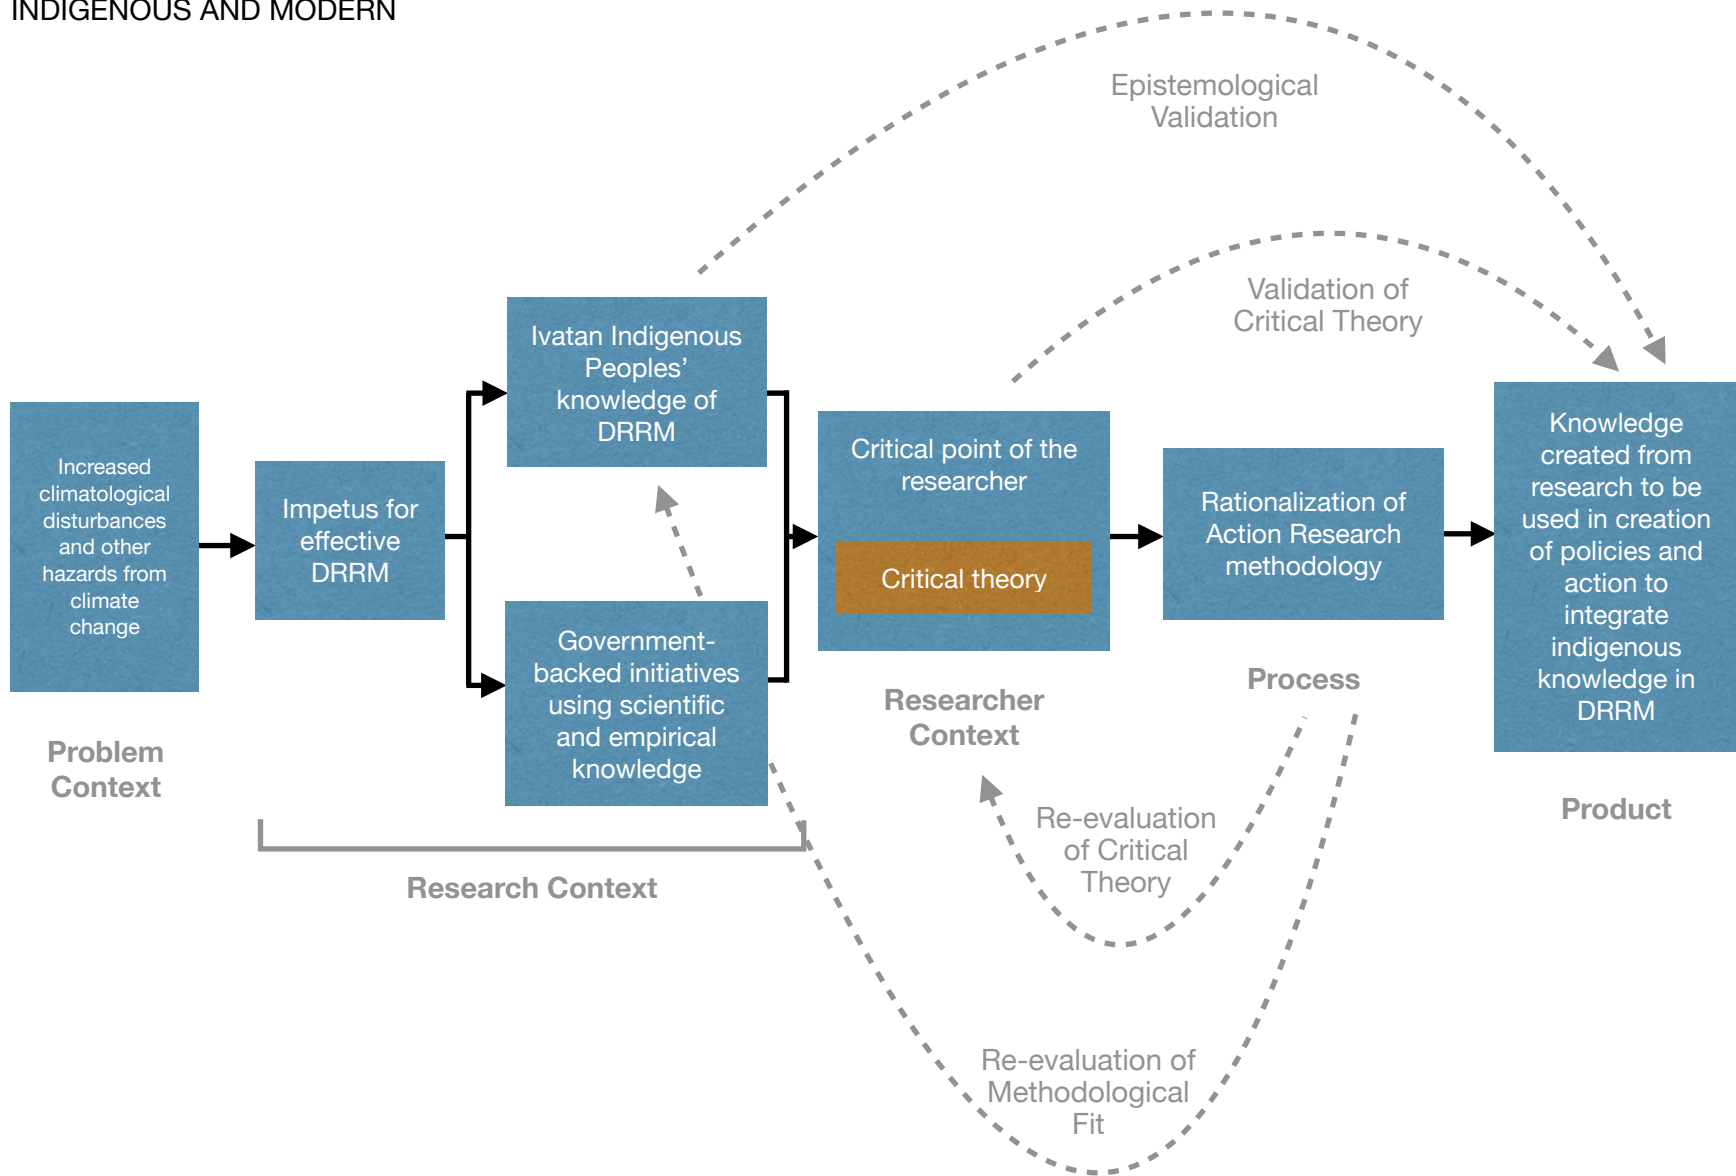 INDIGENOUS AND MODERN
Epistemological
Validation
Validation of
Critical Theory
Increased
climatological
disturbances
and other
hazards from
climate
change
Problem
Context
Impetus for
effective
DRRM
Ivatan Indigenous
Peoples’
knowledge of
DRRM
Government-
backed initiatives
using scientific
and empirical
knowledge
Research Context
Critical point of the
researcher
Critical theory
Researcher
Context
Rationalization of
Action Research
methodology
Process
Re-evaluation
of Critical
Theory
Re-evaluation of
Methodological
Fit
Knowledge
created from
research to be
used in creation
of policies and
action to
integrate
indigenous
knowledge in
DRRM
Product